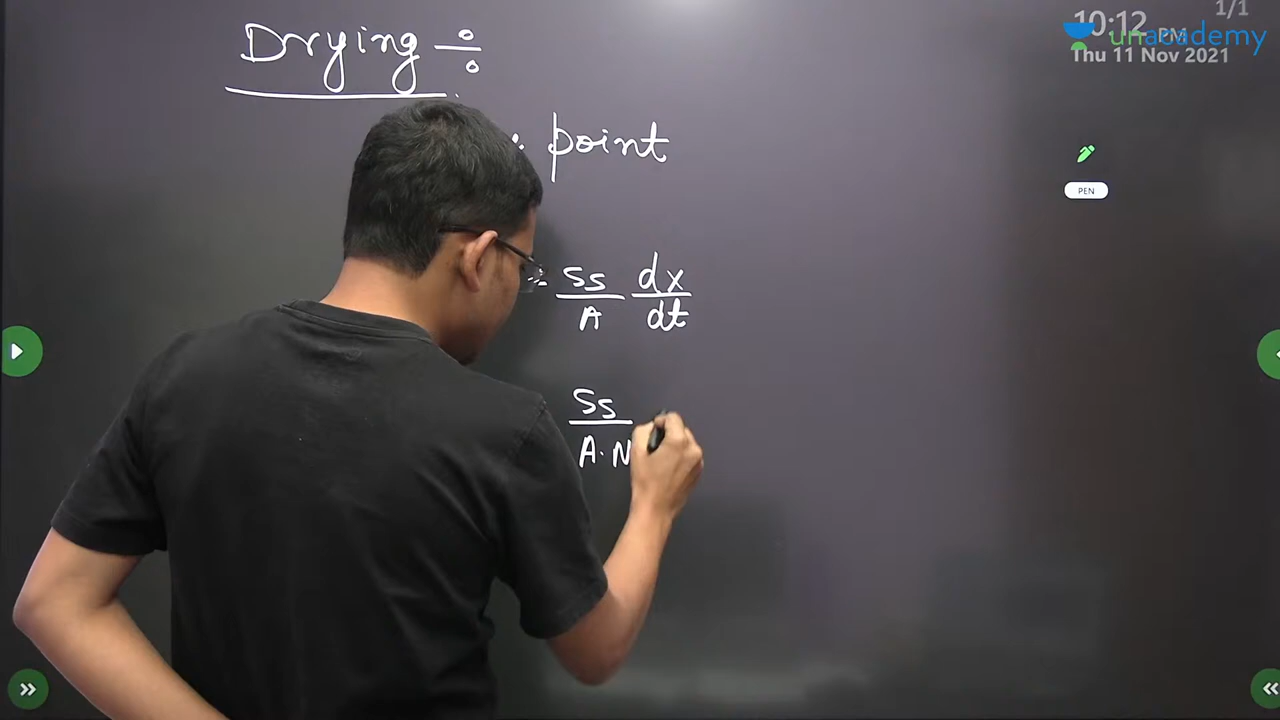 1/1
10:12 PM
unacademy
Thu 11 Nov 2021
Drying ÷
point
PEN
= Ss/A dx/dt
Ss/A·N